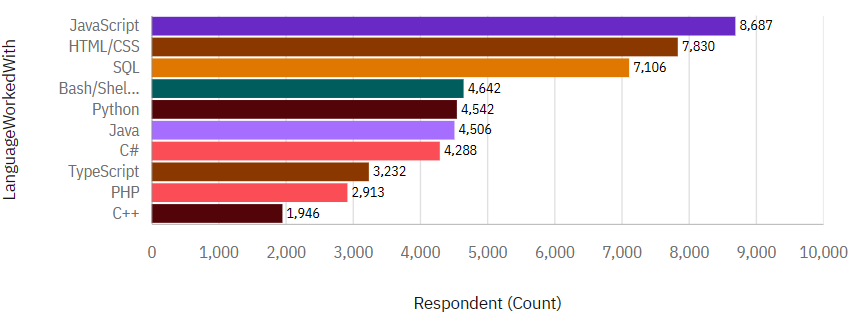 LanguageWorkedWith
JavaScript 8,687
HTML/CSS 7,830
SQL 7,106
Bash/Shel... 4,642
Python 4,542
Java 4,506
C# 4,288
TypeScript 3,232
PHP 2,913
C++ 1,946
0 1,000 2,000 3,000 4,000 5,000 6,000 7,000 8,000 9,000 10,000
Respondent (Count)